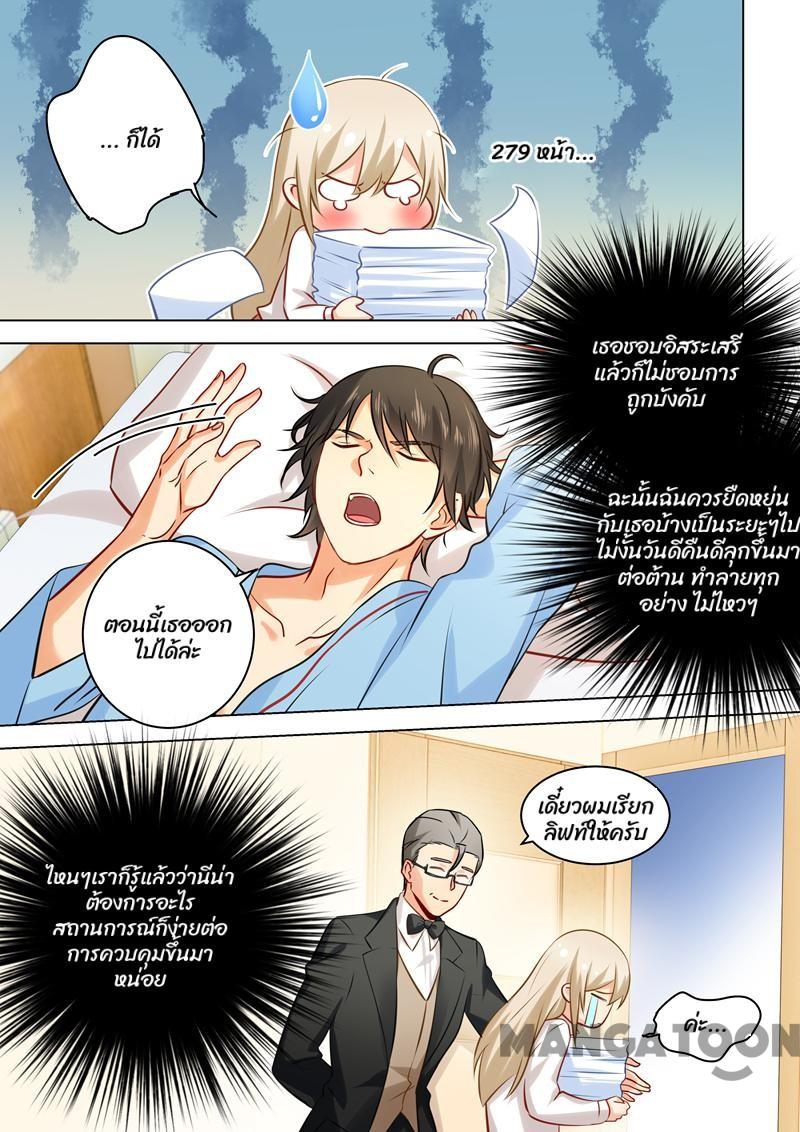 ... ก็ได้
279 หน้า...
เธอชอบอิสระเสรี
แล้วก็ไม่ชอบการ
ถูกบังคับ
ฉะนั้นฉันควรยืดหยุ่น
กับเธอบ้างเป็นระยะๆไป
ไม่งั้นวันดีคืนดีลุกขึ้นมา
ต่อต้าน ทำลายทุก
อย่าง ไม่ไหวๆ
ตอนนี้เธอออก
ไปได้ล่ะ
เดี๋ยวผมเรียก
ลิฟท์ให้ครับ
ไหนๆเราก็รู้แล้วว่านีน่า
ต้องการอะไร
สถานการณ์ก็ง่ายต่อ
การควบคุมขึ้นมา
หน่อย
ค่ะ...
MANGATOON